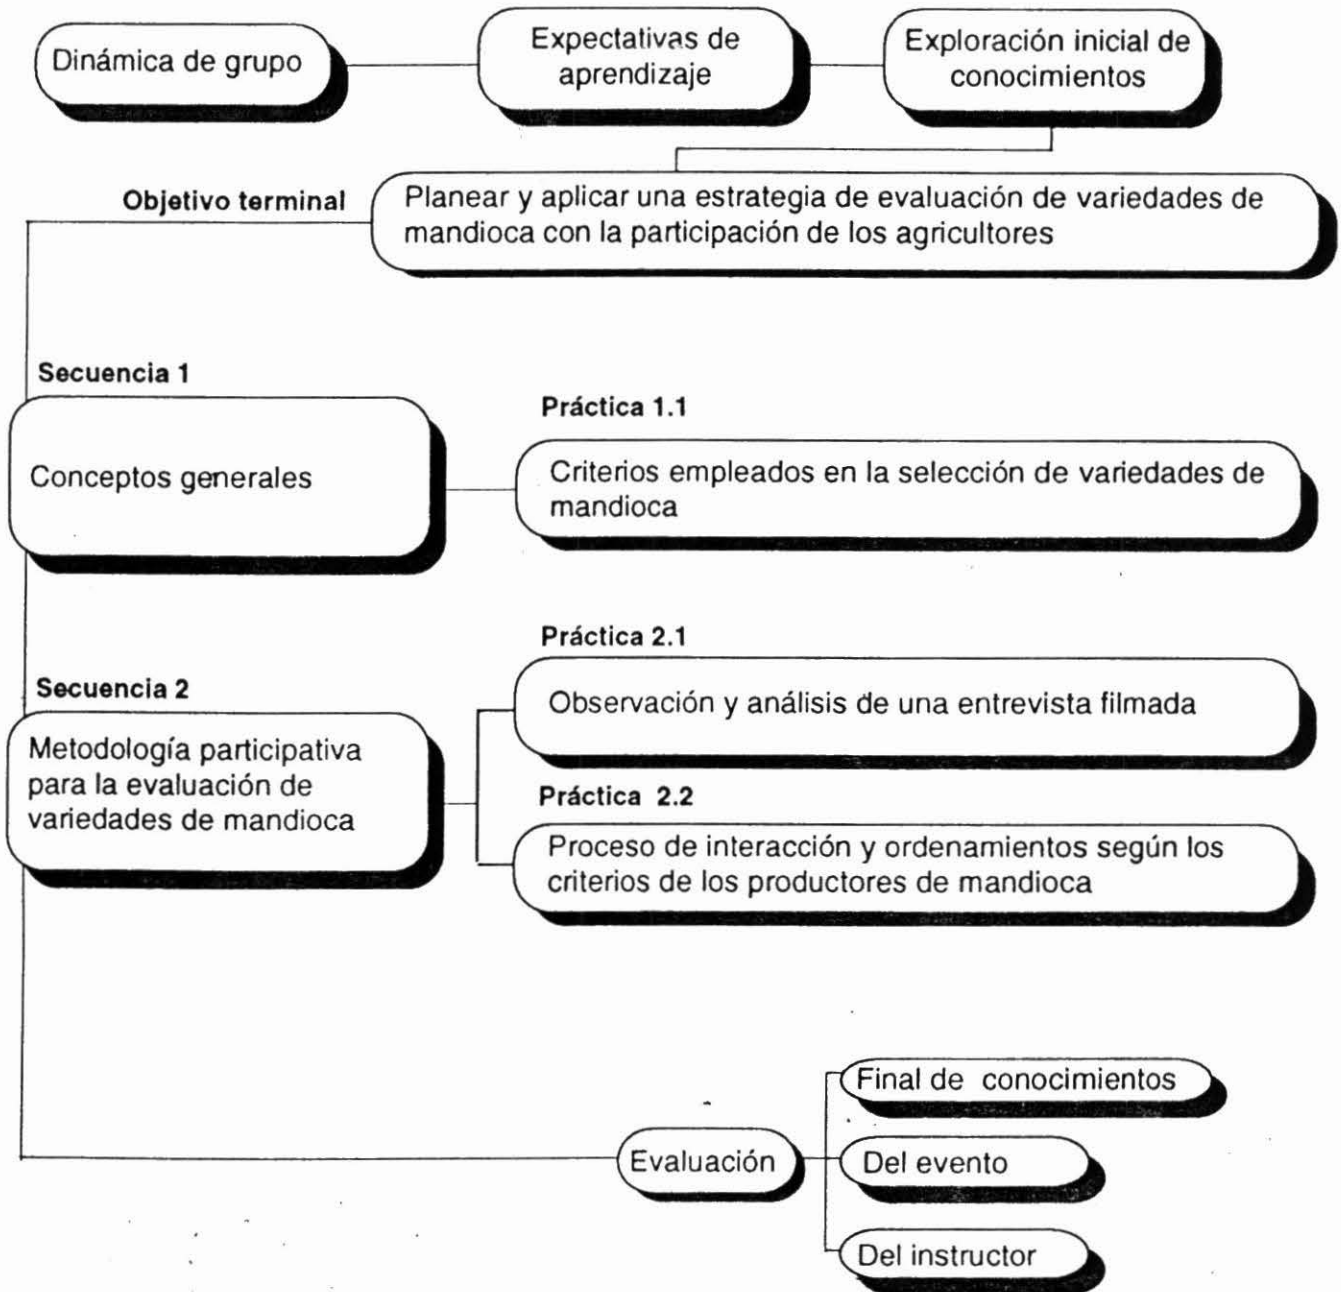 Dinámica de grupo
Expectativas de
aprendizaje
Exploración inicial de
conocimientos
Objetivo terminal
Planear y aplicar una estrategia de evaluación de variedades de
mandioca con la participación de los agricultores
Secuencia 1
Conceptos generales
Práctica 1.1
Criterios empleados en la selección de variedades de
mandioca
Secuencia 2
Metodología participativa
para la evaluación de
variedades de mandioca
Práctica 2.1
Observación y análisis de una entrevista filmada
Práctica 2.2
Proceso de interacción y ordenamientos según los
criterios de los productores de mandioca
Evaluación
Final de conocimientos
Del evento
Del instructor